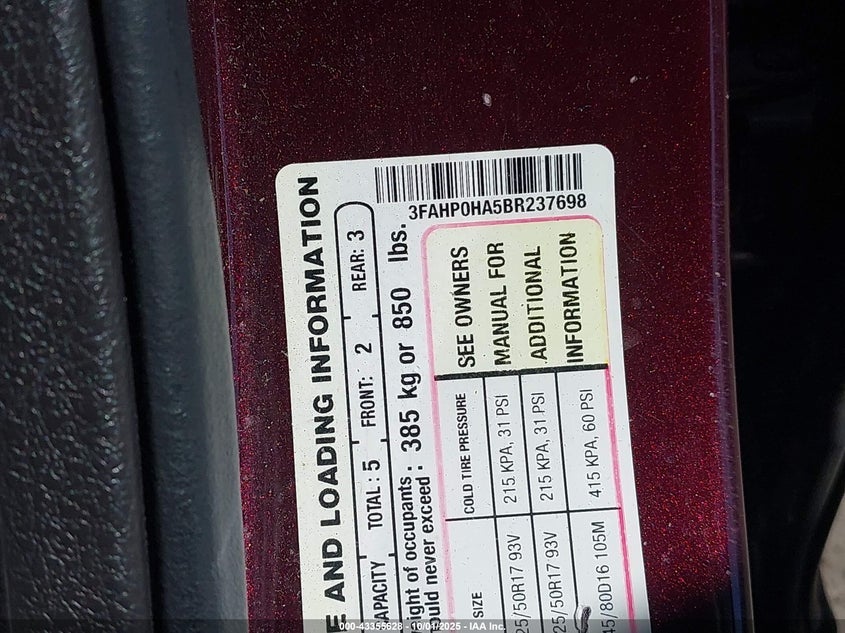 3FAHP0HA5BR237698
E AND LOADING INFORMATION
APACITY TOTAL : 5 FRONT: 2 REAR: 3
ight of occupants
ould never exceed : 385 kg or 850 lbs.
SIZE COLD TIRE PRESSURE SEE OWNERS
25/50R17 93V 215 KPA, 31 PSI MANUAL FOR
25/50R17 93V 215 KPA, 31 PSI ADDITIONAL
45/80D16 105M 415 KPA, 60 PSI INFORMATION
000-43355628 - 10/01/2025 - IAA Inc.